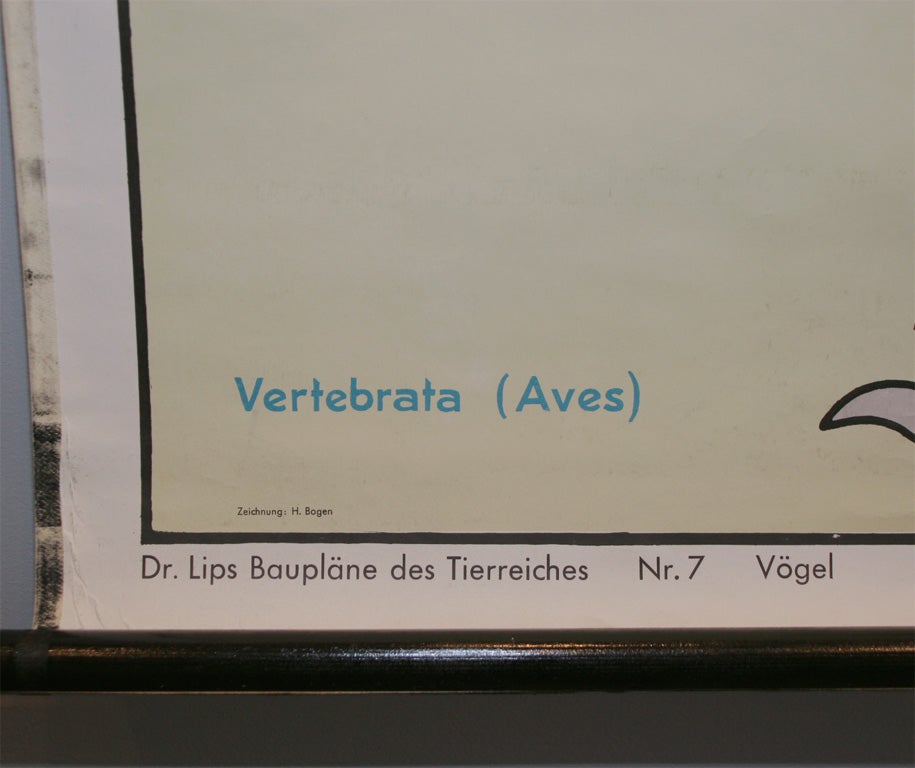 Vertebrata (Aves)
Zeichnung: H. Bogen
Dr. Lips Baupläne des Tierreiches Nr. 7 Vögel